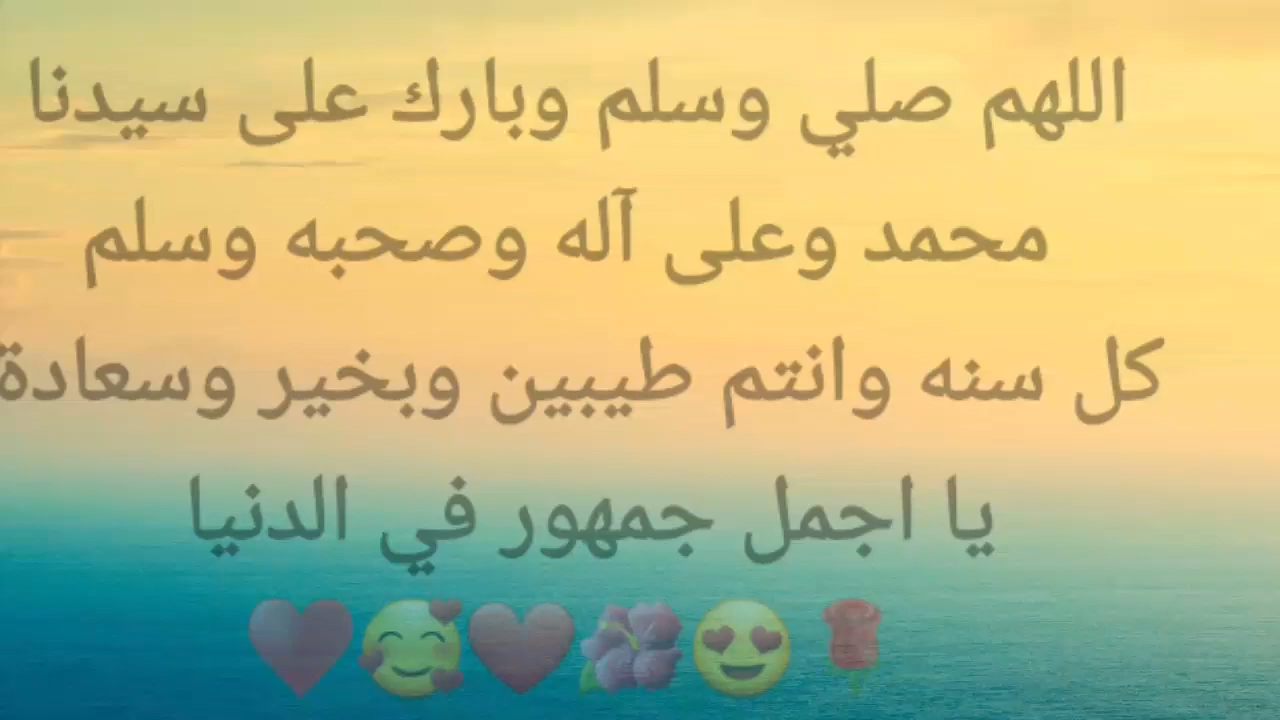 اللهم صلي وسلم وبارك على سيدنا
محمد وعلى آله وصحبه وسلم
كل سنه وانتم طيبين وبخير وسعادة
يا اجمل جمهور في الدنيا
🌹😍🌺❤🥰❤